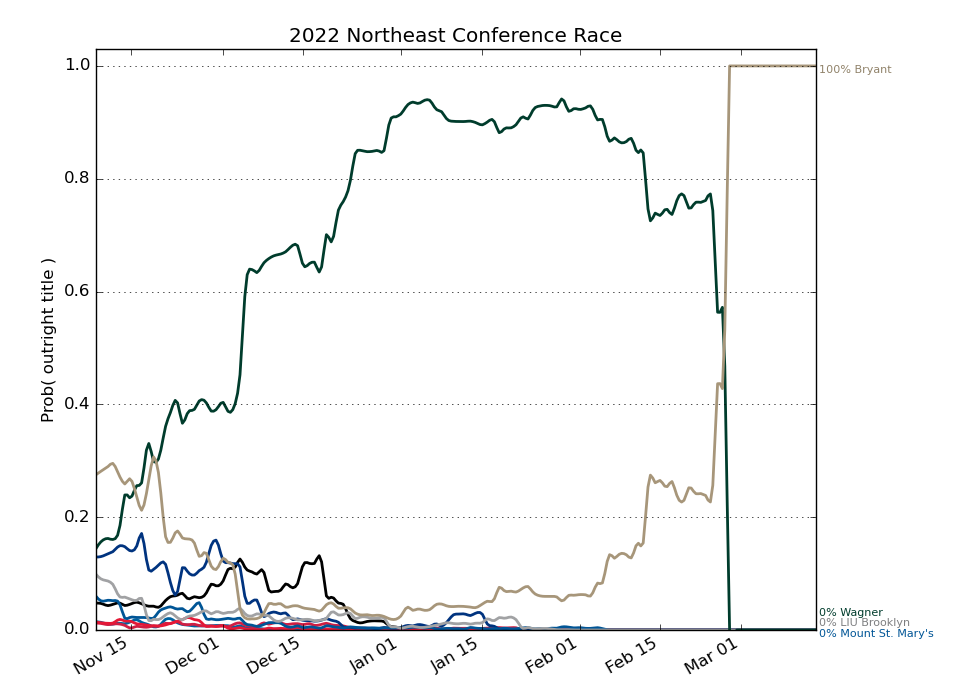 2022 Northeast Conference Race
Prob( outright title )
1.0
0.8
0.6
0.4
0.2
0.0
100% Bryant
0% Wagner
0% LIU Brooklyn
0% Mount St. Mary's
Nov 15
Dec 01
Dec 15
Jan 01
Jan 15
Feb 01
Feb 15
Mar 01